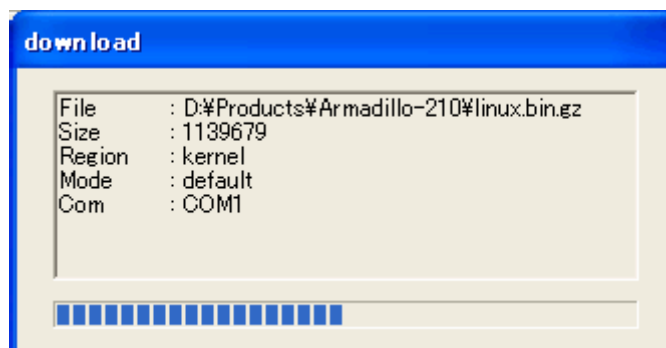 download
File : D:¥Products¥Armadillo-210¥linux.bin.gz
Size : 1139679
Region : kernel
Mode : default
Com : COM1